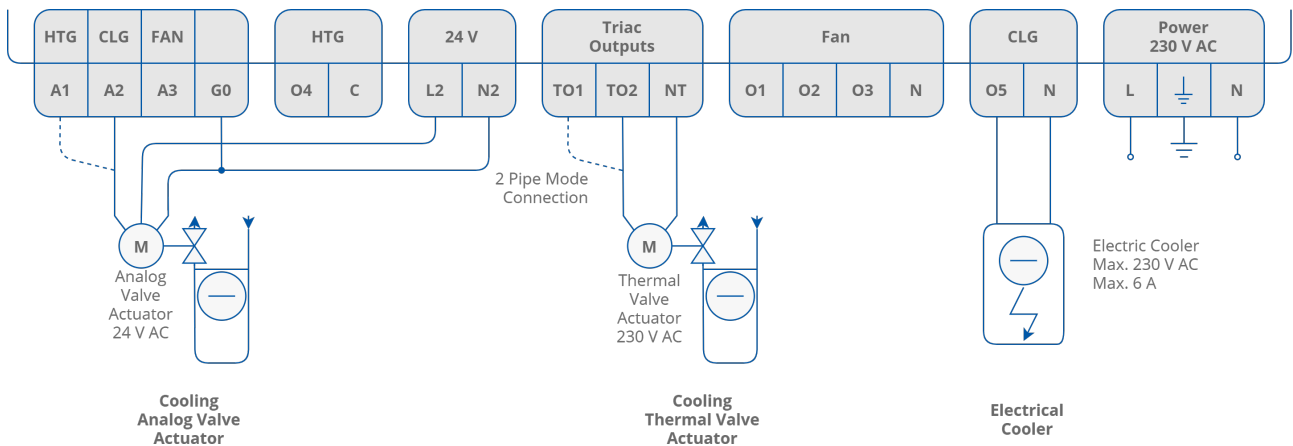 HTG CLG FAN
HTG
24 V
Triac
Outputs
Fan
CLG
Power
230 V AC
A1 A2 A3 G0
O4 C
L2 N2
TO1 TO2 NT
O1 O2 O3 N
O5 N
L N
2 Pipe Mode
Connection
M
Analog
Valve
Actuator
24 V AC
M
Thermal
Valve
Actuator
230 V AC
Electric Cooler
Max. 230 V AC
Max. 6 A
Cooling
Analog Valve
Actuator
Cooling
Thermal Valve
Actuator
Electrical
Cooler